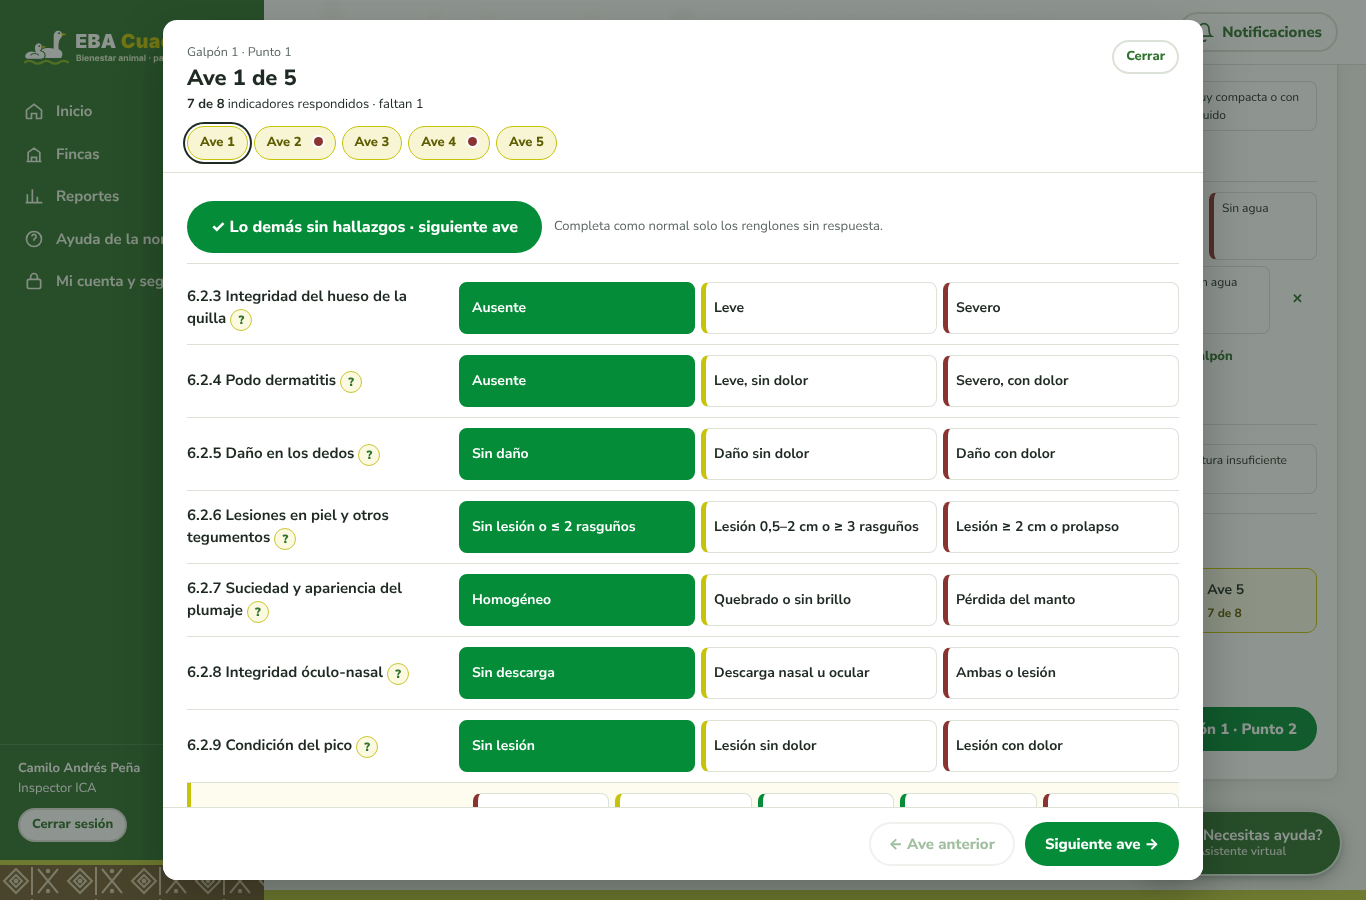 EBA
Bienestar animal
Inicio
Fincas
Reportes
Ayuda de la
Mi cuenta y
Camilo Andrés Peña
Inspector ICA
Cerrar sesión
Galpón 1 · Punto 1
Ave 1 de 5
7 de 8 indicadores respondidos · faltan 1
Cerrar
Ave 1
Ave 2
Ave 3
Ave 4
Ave 5
✓ Lo demás sin hallazgos · siguiente ave
Completa como normal solo los renglones sin respuesta.
6.2.3 Integridad del hueso de la
quilla ?
Ausente
Leve
Severo
6.2.4 Podo dermatitis ?
Ausente
Leve, sin dolor
Severo, con dolor
6.2.5 Daño en los dedos ?
Sin daño
Daño sin dolor
Daño con dolor
6.2.6 Lesiones en piel y otros
tegumentos ?
Sin lesión o ≤ 2 rasguños
Lesión 0,5–2 cm o ≥ 3 rasguños
Lesión ≥ 2 cm o prolapso
6.2.7 Suciedad y apariencia del
plumaje ?
Homogéneo
Quebrado o sin brillo
Pérdida del manto
6.2.8 Integridad óculo-nasal ?
Sin descarga
Descarga nasal u ocular
Ambas o lesión
6.2.9 Condición del pico ?
Sin lesión
Lesión sin dolor
Lesión con dolor
← Ave anterior
Siguiente ave →
Notificaciones
compacta o con
Sin agua
agua
×
insuficiente
Ave 5
7 de 8
1 · Punto 2
Necesitas ayuda?
virtual